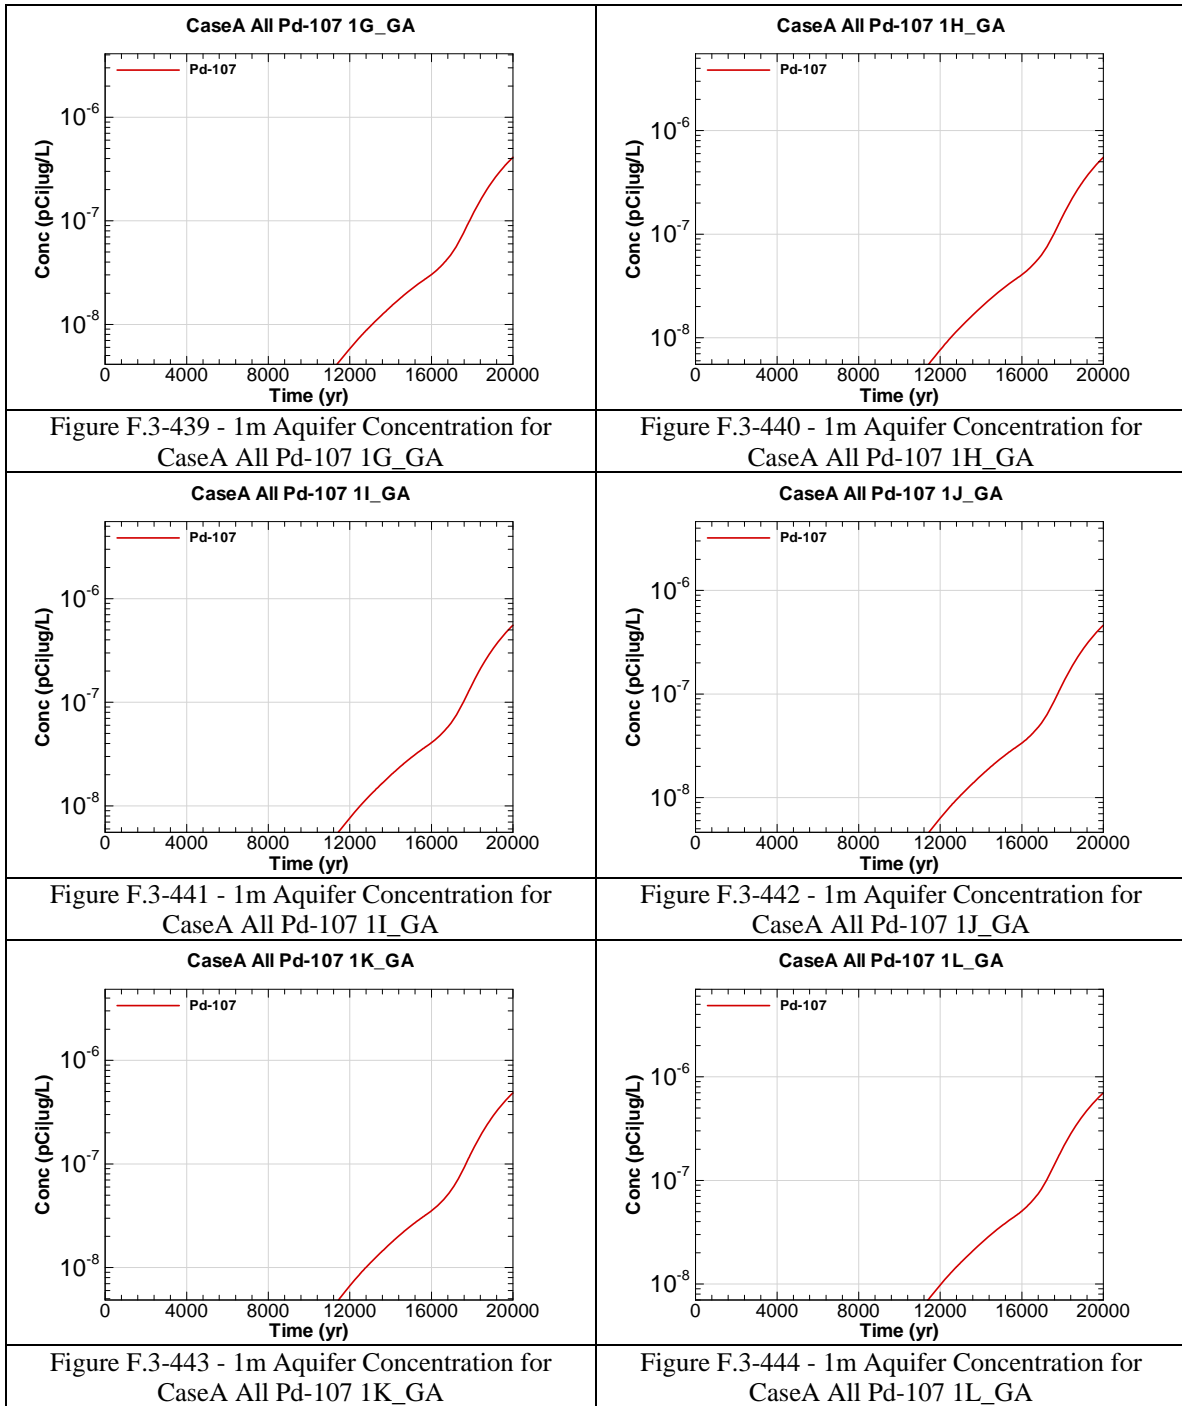 CaseA All Pd-107 1G_GA
Pd-107
Conc (pCi|ug/L)
10-6
10-7
10-8
0 4000 8000 12000 16000 20000
Time (yr)
Figure F.3-439 - 1m Aquifer Concentration for
CaseA All Pd-107 1G_GA
CaseA All Pd-107 1H_GA
Pd-107
Conc (pCi|ug/L)
10-6
10-7
10-8
0 4000 8000 12000 16000 20000
Time (yr)
Figure F.3-440 - 1m Aquifer Concentration for
CaseA All Pd-107 1H_GA
CaseA All Pd-107 1I_GA
Pd-107
Conc (pCi|ug/L)
10-6
10-7
10-8
0 4000 8000 12000 16000 20000
Time (yr)
Figure F.3-441 - 1m Aquifer Concentration for
CaseA All Pd-107 1I_GA
CaseA All Pd-107 1J_GA
Pd-107
Conc (pCi|ug/L)
10-6
10-7
10-8
0 4000 8000 12000 16000 20000
Time (yr)
Figure F.3-442 - 1m Aquifer Concentration for
CaseA All Pd-107 1J_GA
CaseA All Pd-107 1K_GA
Pd-107
Conc (pCi|ug/L)
10-6
10-7
10-8
0 4000 8000 12000 16000 20000
Time (yr)
Figure F.3-443 - 1m Aquifer Concentration for
CaseA All Pd-107 1K_GA
CaseA All Pd-107 1L_GA
Pd-107
Conc (pCi|ug/L)
10-6
10-7
10-8
0 4000 8000 12000 16000 20000
Time (yr)
Figure F.3-444 - 1m Aquifer Concentration for
CaseA All Pd-107 1L_GA